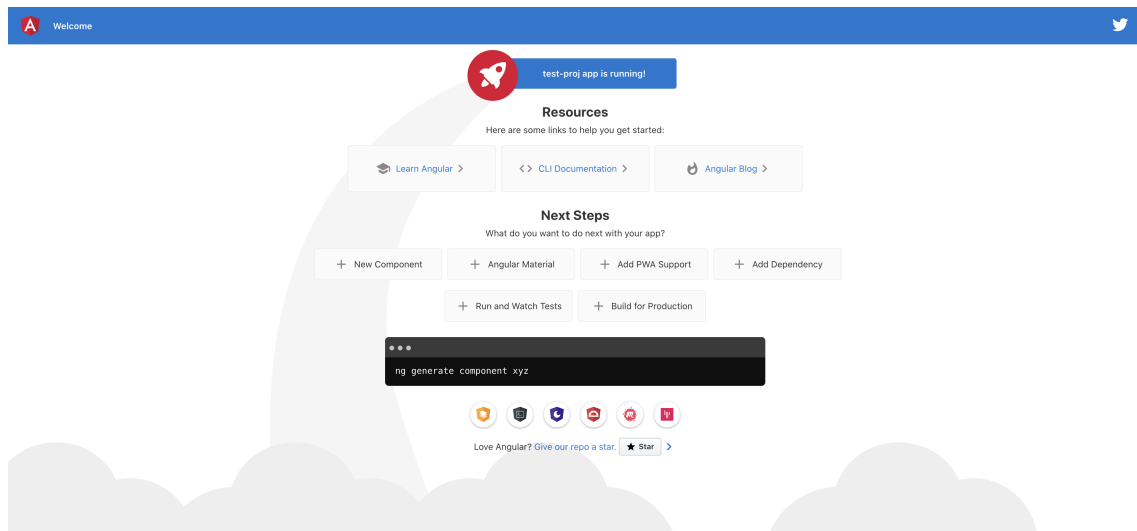 Welcome
test-proj app is running!
Resources
Here are some links to help you get started:
Learn Angular
CLI Documentation
Angular Blog
Next Steps
What do you want to do next with your app?
New Component
Angular Material
Add PWA Support
Add Dependency
Run and Watch Tests
Build for Production
ng generate component xyz
Love Angular? Give our repo a star. Star